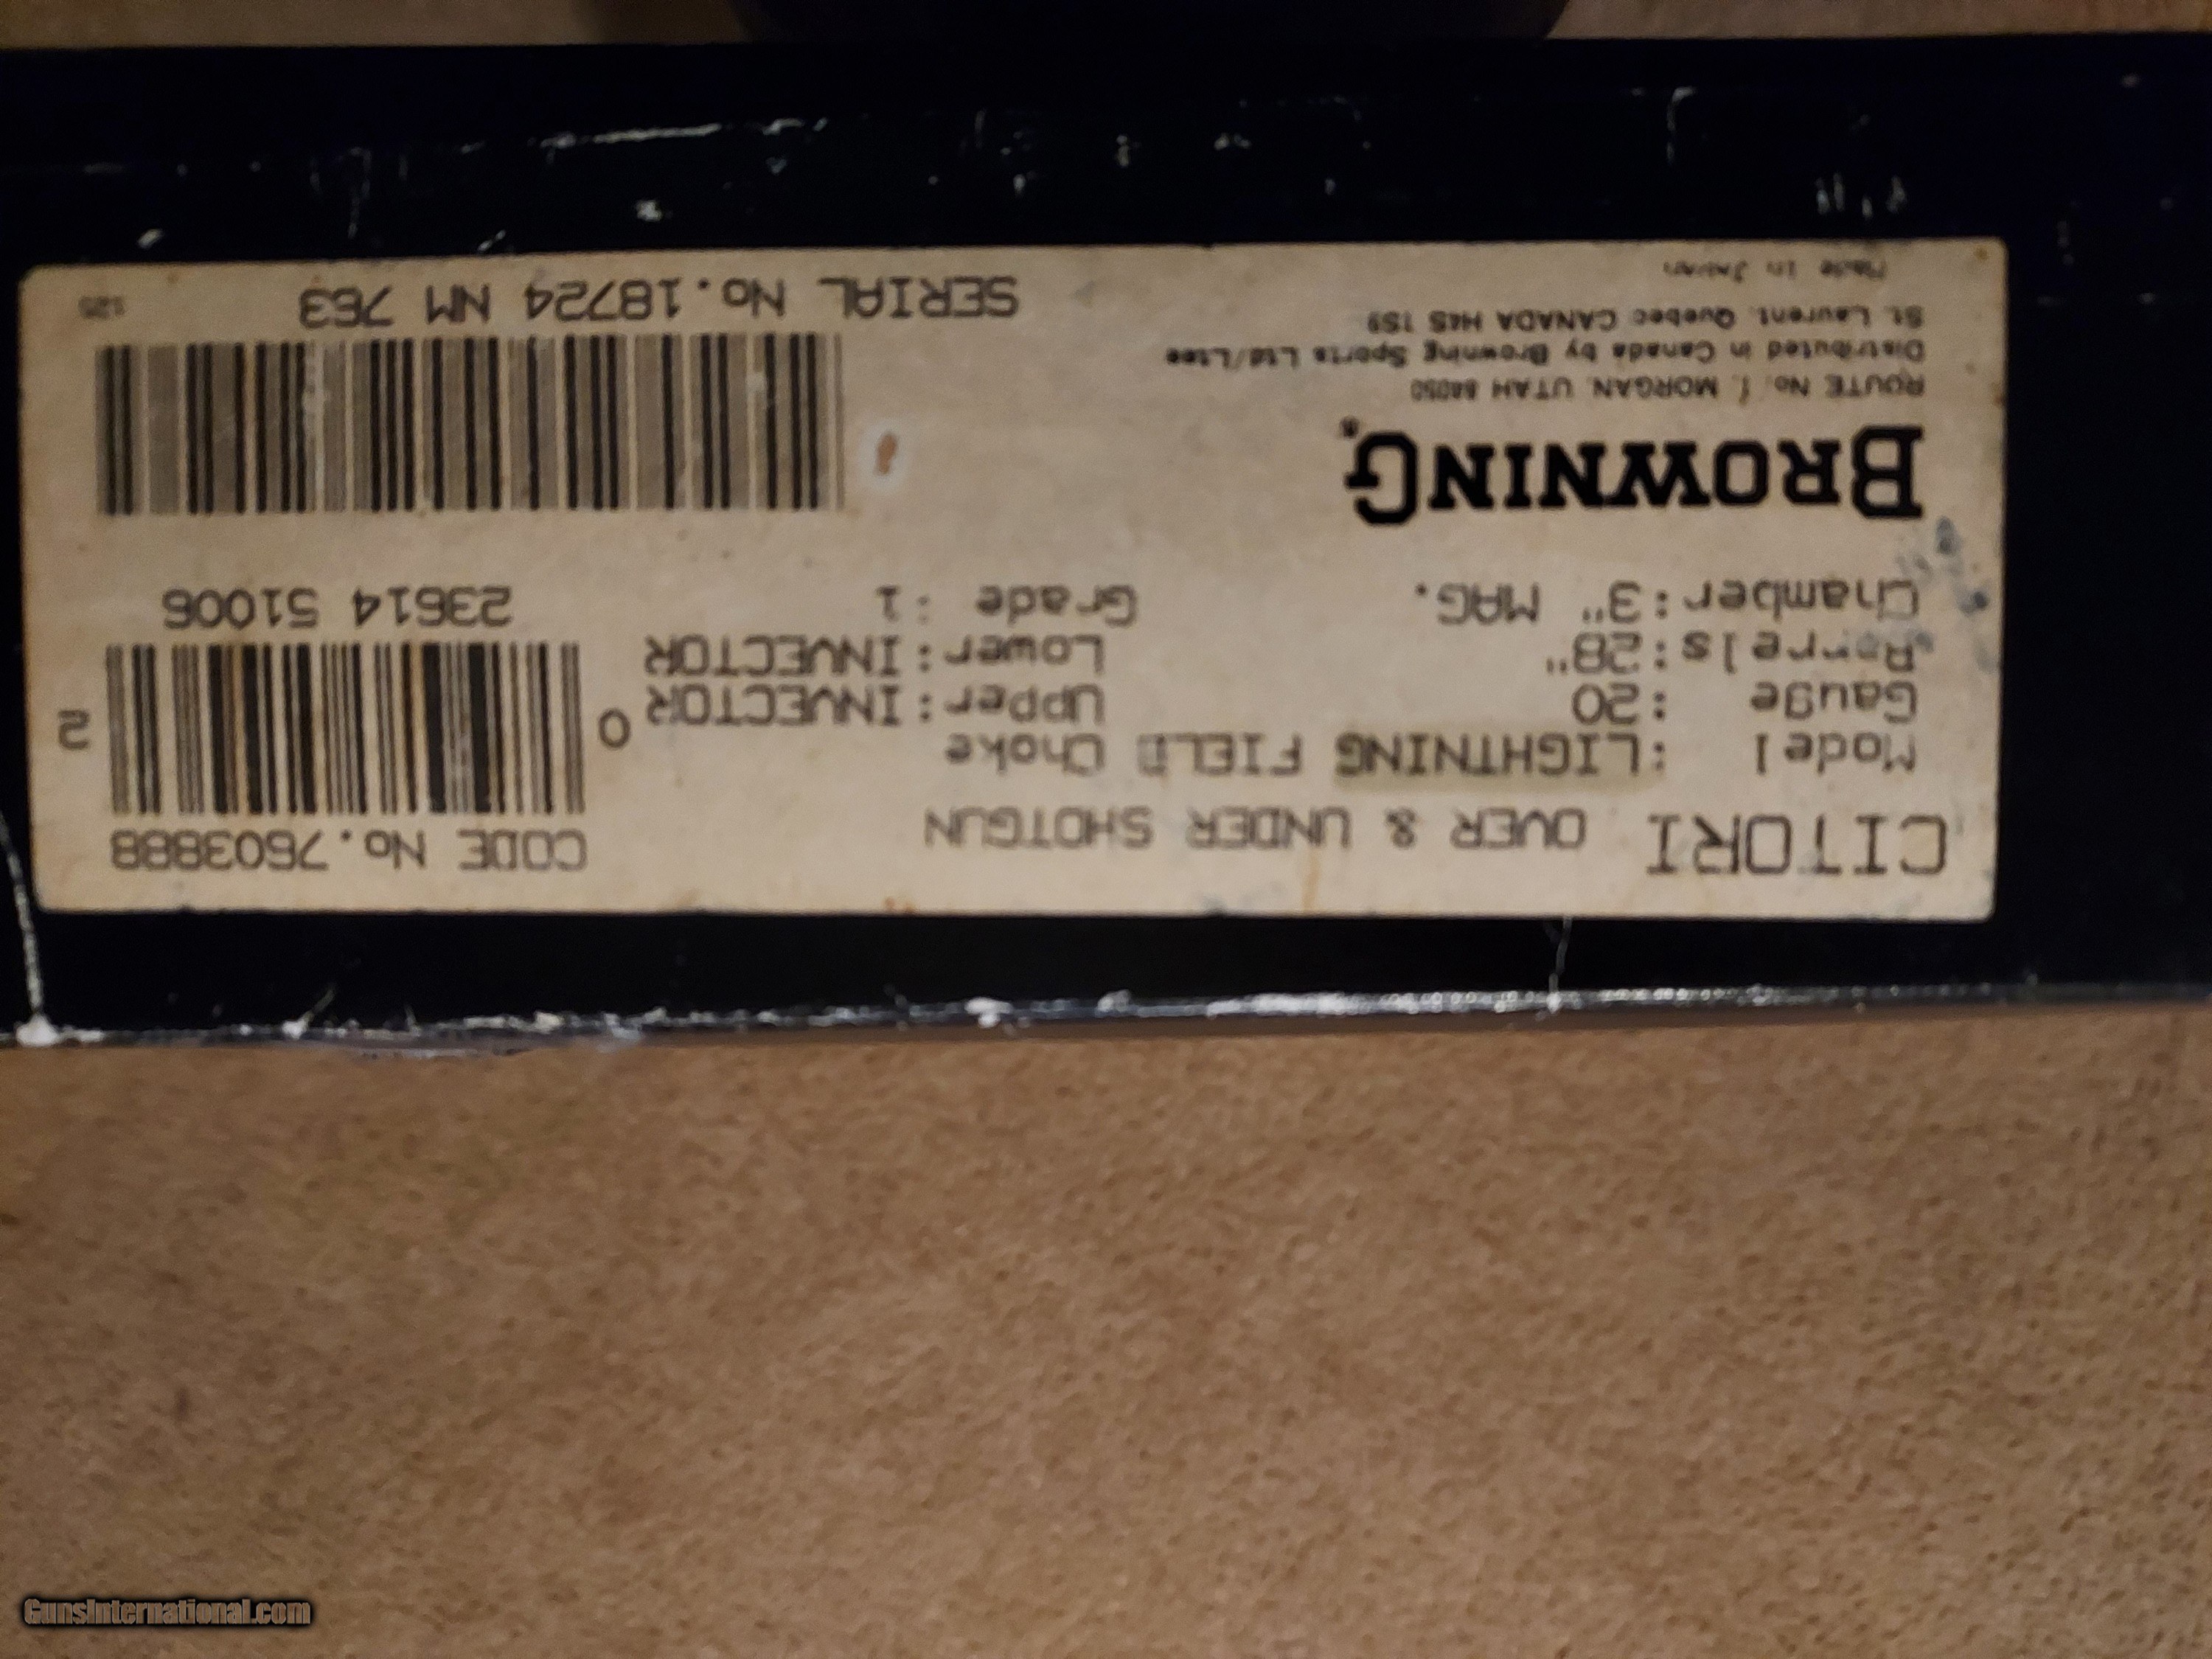 CITORI OVER & UNDER SHOTGUN
Model :LIGHTNING FIELD Choke
Gauge :20 Upper:INVECTOR
Barrels:28" Lower:INVECTOR
Chamber:3" MAG. Grade :1
CODE No.7603888
0 23614 51006 2
BROWNING®
ROUTE No. 1, MORGAN, UTAH 84050
Distributed in Canada by Browning Sports Ltd/Ltee
St. Laurent, Quebec CANADA H4S 1S9
Made in Japan
SERIAL No.18724 NM 763
125
GunsInternational.com